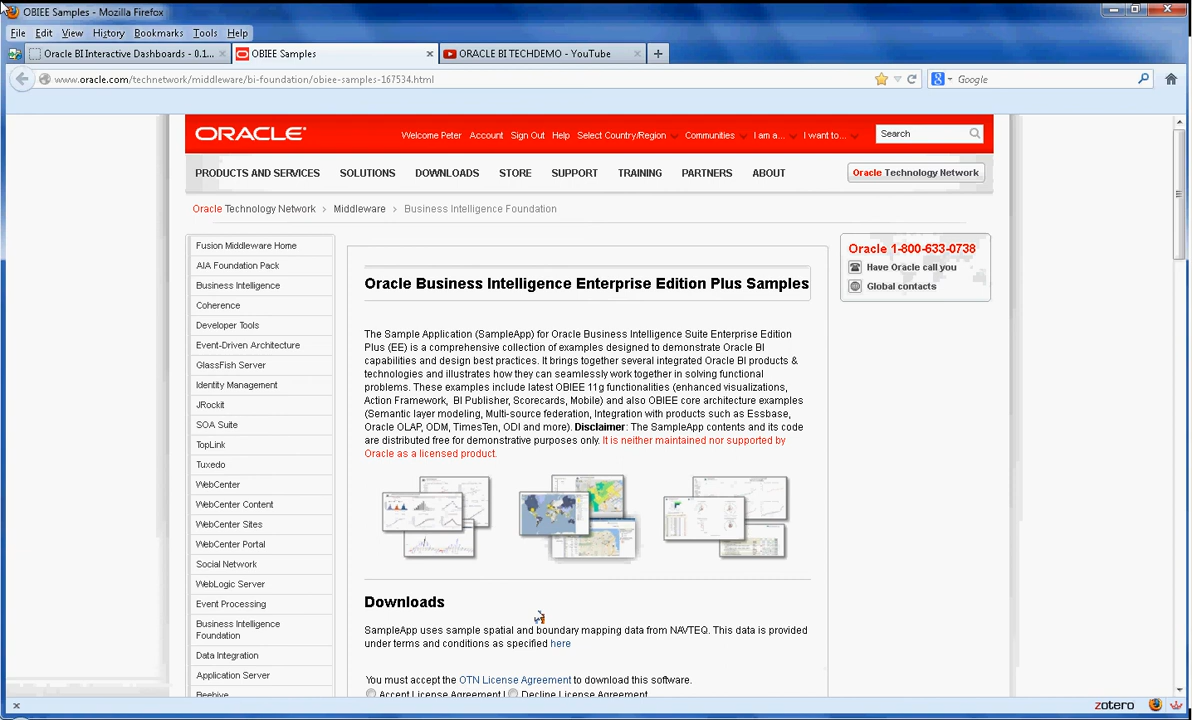 OBIEE Samples - Mozilla Firefox
File Edit View History Bookmarks Tools Help
Oracle BI Interactive Dashboards - 0.1...
OBIEE Samples
ORACLE BI TECHDEMO - YouTube
www.oracle.com/technetwork/middleware/bi-foundation/obiee-samples-167534.html
Google
ORACLE
Welcome Peter Account Sign Out Help Select Country/Region Communities I am a... I want to...
Search
PRODUCTS AND SERVICES SOLUTIONS DOWNLOADS STORE SUPPORT TRAINING PARTNERS ABOUT
Oracle Technology Network
Oracle Technology Network > Middleware > Business Intelligence Foundation
Fusion Middleware Home
AIA Foundation Pack
Business Intelligence
Coherence
Developer Tools
Event-Driven Architecture
GlassFish Server
Identity Management
JRockit
SOA Suite
TopLink
Tuxedo
WebCenter
WebCenter Content
WebCenter Sites
WebCenter Portal
Social Network
WebLogic Server
Event Processing
Business Intelligence
Foundation
Data Integration
Application Server
Beehive
Oracle Business Intelligence Enterprise Edition Plus Samples
The Sample Application (SampleApp) for Oracle Business Intelligence Suite Enterprise Edition
Plus (EE) is a comprehensive collection of examples designed to demonstrate Oracle BI
capabilities and design best practices. It brings together several integrated Oracle BI products &
technologies and illustrates how they can seamlessly work together in solving functional
problems. These examples include latest OBIEE 11g functionalities (enhanced visualizations,
Action Framework, BI Publisher, Scorecards, Mobile) and also OBIEE core architecture examples
(Semantic layer modeling, Multi-source federation, Integration with products such as Essbase,
Oracle OLAP, ODM, TimesTen, ODI and more). Disclaimer: The SampleApp contents and its code
are distributed free for demonstrative purposes only. It is neither maintained nor supported by
Oracle as a licensed product.
Downloads
SampleApp uses sample spatial and boundary mapping data from NAVTEQ. This data is provided
under terms and conditions as specified here
You must accept the OTN License Agreement to download this software.
Accept License Agreement | Decline License Agreement
Oracle 1-800-633-0738
Have Oracle call you
Global contacts
zotero